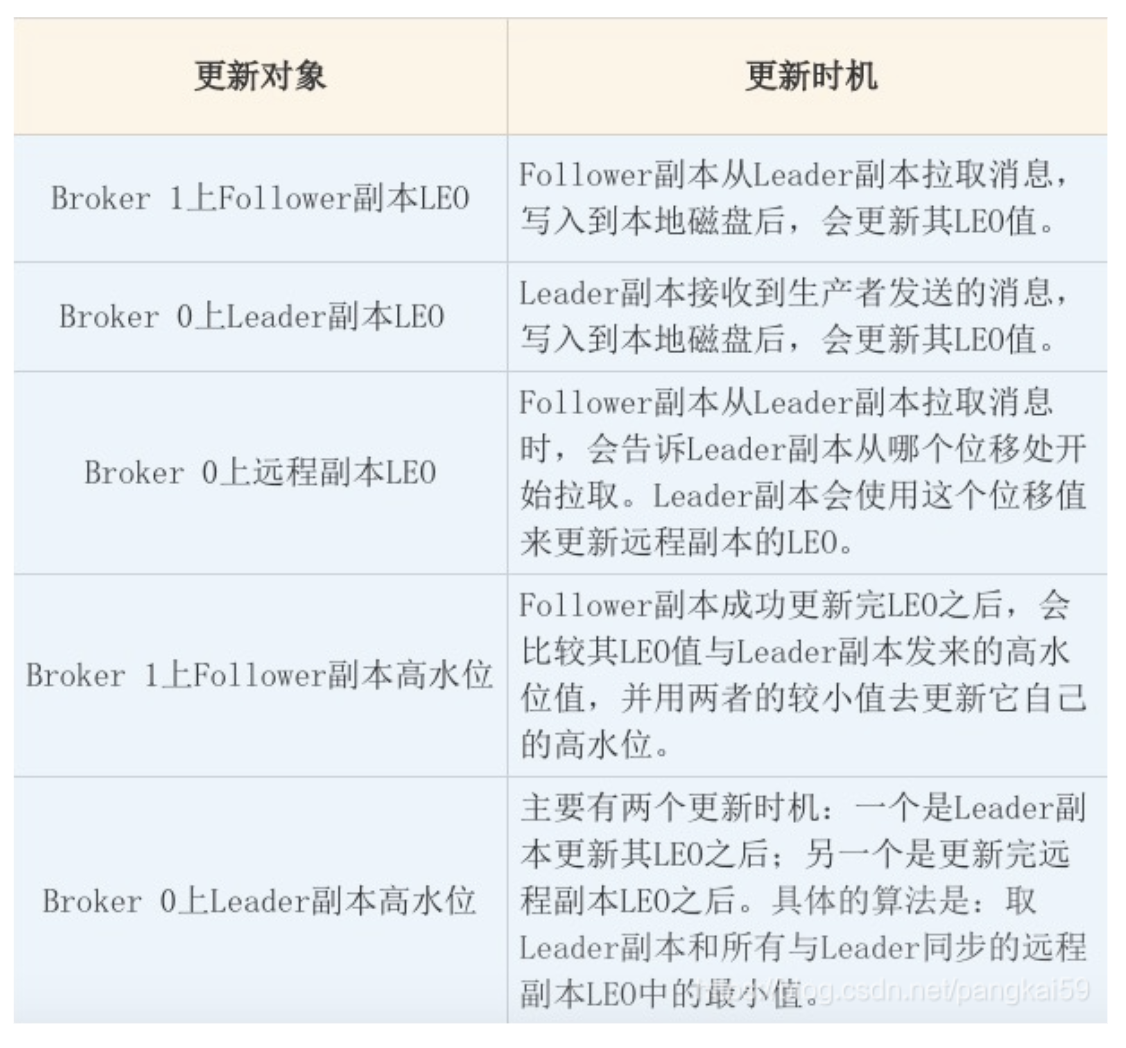 更新对象
更新时机
Broker 1上Follower副本LEO
Follower副本从Leader副本拉取消息，
写入到本地磁盘后，会更新其LEO值。
Broker 0上Leader副本LEO
Leader副本接收到生产者发送的消息，
写入到本地磁盘后，会更新其LEO值。
Broker 0上远程副本LEO
Follower副本从Leader副本拉取消息
时，会告诉Leader副本从哪个位移处开
始拉取。Leader副本会使用这个位移值
来更新远程副本的LEO。
Broker 1上Follower副本高水位
Follower副本成功更新完LEO之后，会
比较其LEO值与Leader副本发来的高水
位值，并用两者的较小值去更新它自己
的高水位。
Broker 0上Leader副本高水位
主要有两个更新时机：一个是Leader副
本更新其LEO之后；另一个是更新完远
程副本LEO之后。具体的算法是：取
Leader副本和所有与Leader同步的远程
副本LEO中的最小值。
og.csdn.net/pangkai59